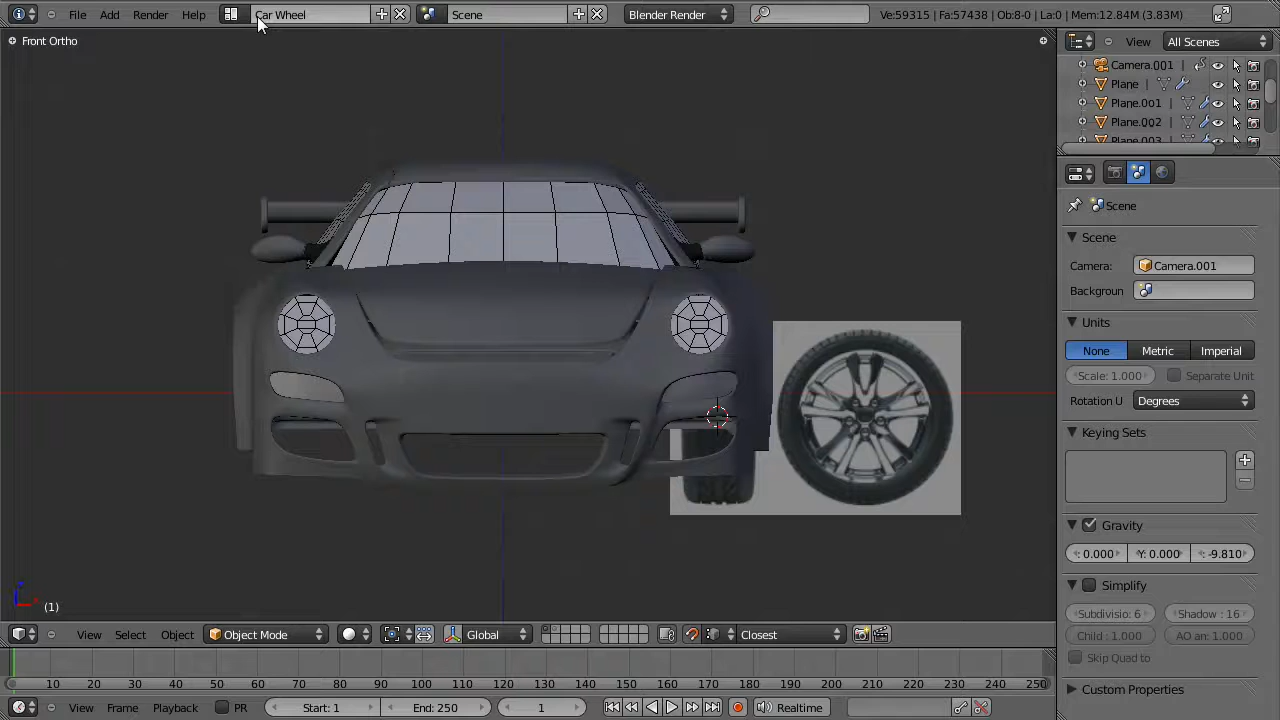 File Add Render Help Car Wheel Scene Blender Render Ve:59315 | Fa:57438 | Ob:8-0 | La:0 | Mem:12.84M (3.83M)
Front Ortho
View All Scenes
Camera.001
Plane
Plane.001
Plane.002
Plane.003
Scene
Scene
Camera: Camera.001
Backgroun
Units
None Metric Imperial
Scale: 1.000 Separate Unit
Rotation U Degrees
Keying Sets
Gravity
: 0.000 Y: 0.000 : -9.810
Simplify
Subdivisio: 6 Shadow : 16
Child : 1.000 AO an: 1.000
Skip Quad to
Custom Properties
(1)
View Select Object Object Mode Global Closest
10 20 30 40 50 60 70 80 90 100 110 120 130 140 150 160 170 180 190 200 210 220 230 240 250
View Frame Playback PR Start: 1 End: 250 1 Realtime